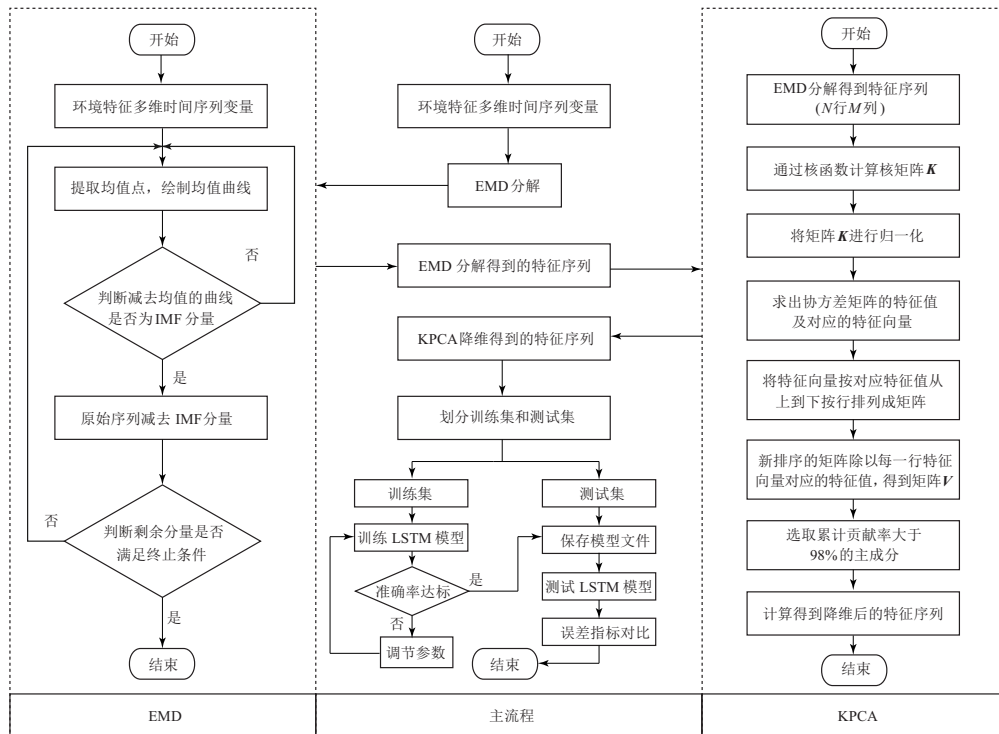 开始
环境特征多维时间序列变量
提取均值点，绘制均值曲线
否
判断减去均值的曲线
是否为IMF分量
是
原始序列减去 IMF分量
否
判断剩余分量是否
满足终止条件
是
结束
EMD
开始
环境特征多维时间序列变量
EMD分解
EMD 分解得到的特征序列
KPCA降维得到的特征序列
划分训练集和测试集
训练集
测试集
训练 LSTM 模型
保存模型文件
准确率达标
是
测试 LSTM 模型
否
误差指标对比
调节参数
结束
主流程
开始
EMD分解得到特征序列
(N行M列)
通过核函数计算核矩阵K
将矩阵K进行归一化
求出协方差矩阵的特征值
及对应的特征向量
将特征向量按对应特征值从
上到下按行排列成矩阵
新排序的矩阵除以每一行特征
向量对应的特征值，得到矩阵V
选取累计贡献率大于
98%的主成分
计算得到降维后的特征序列
结束
KPCA